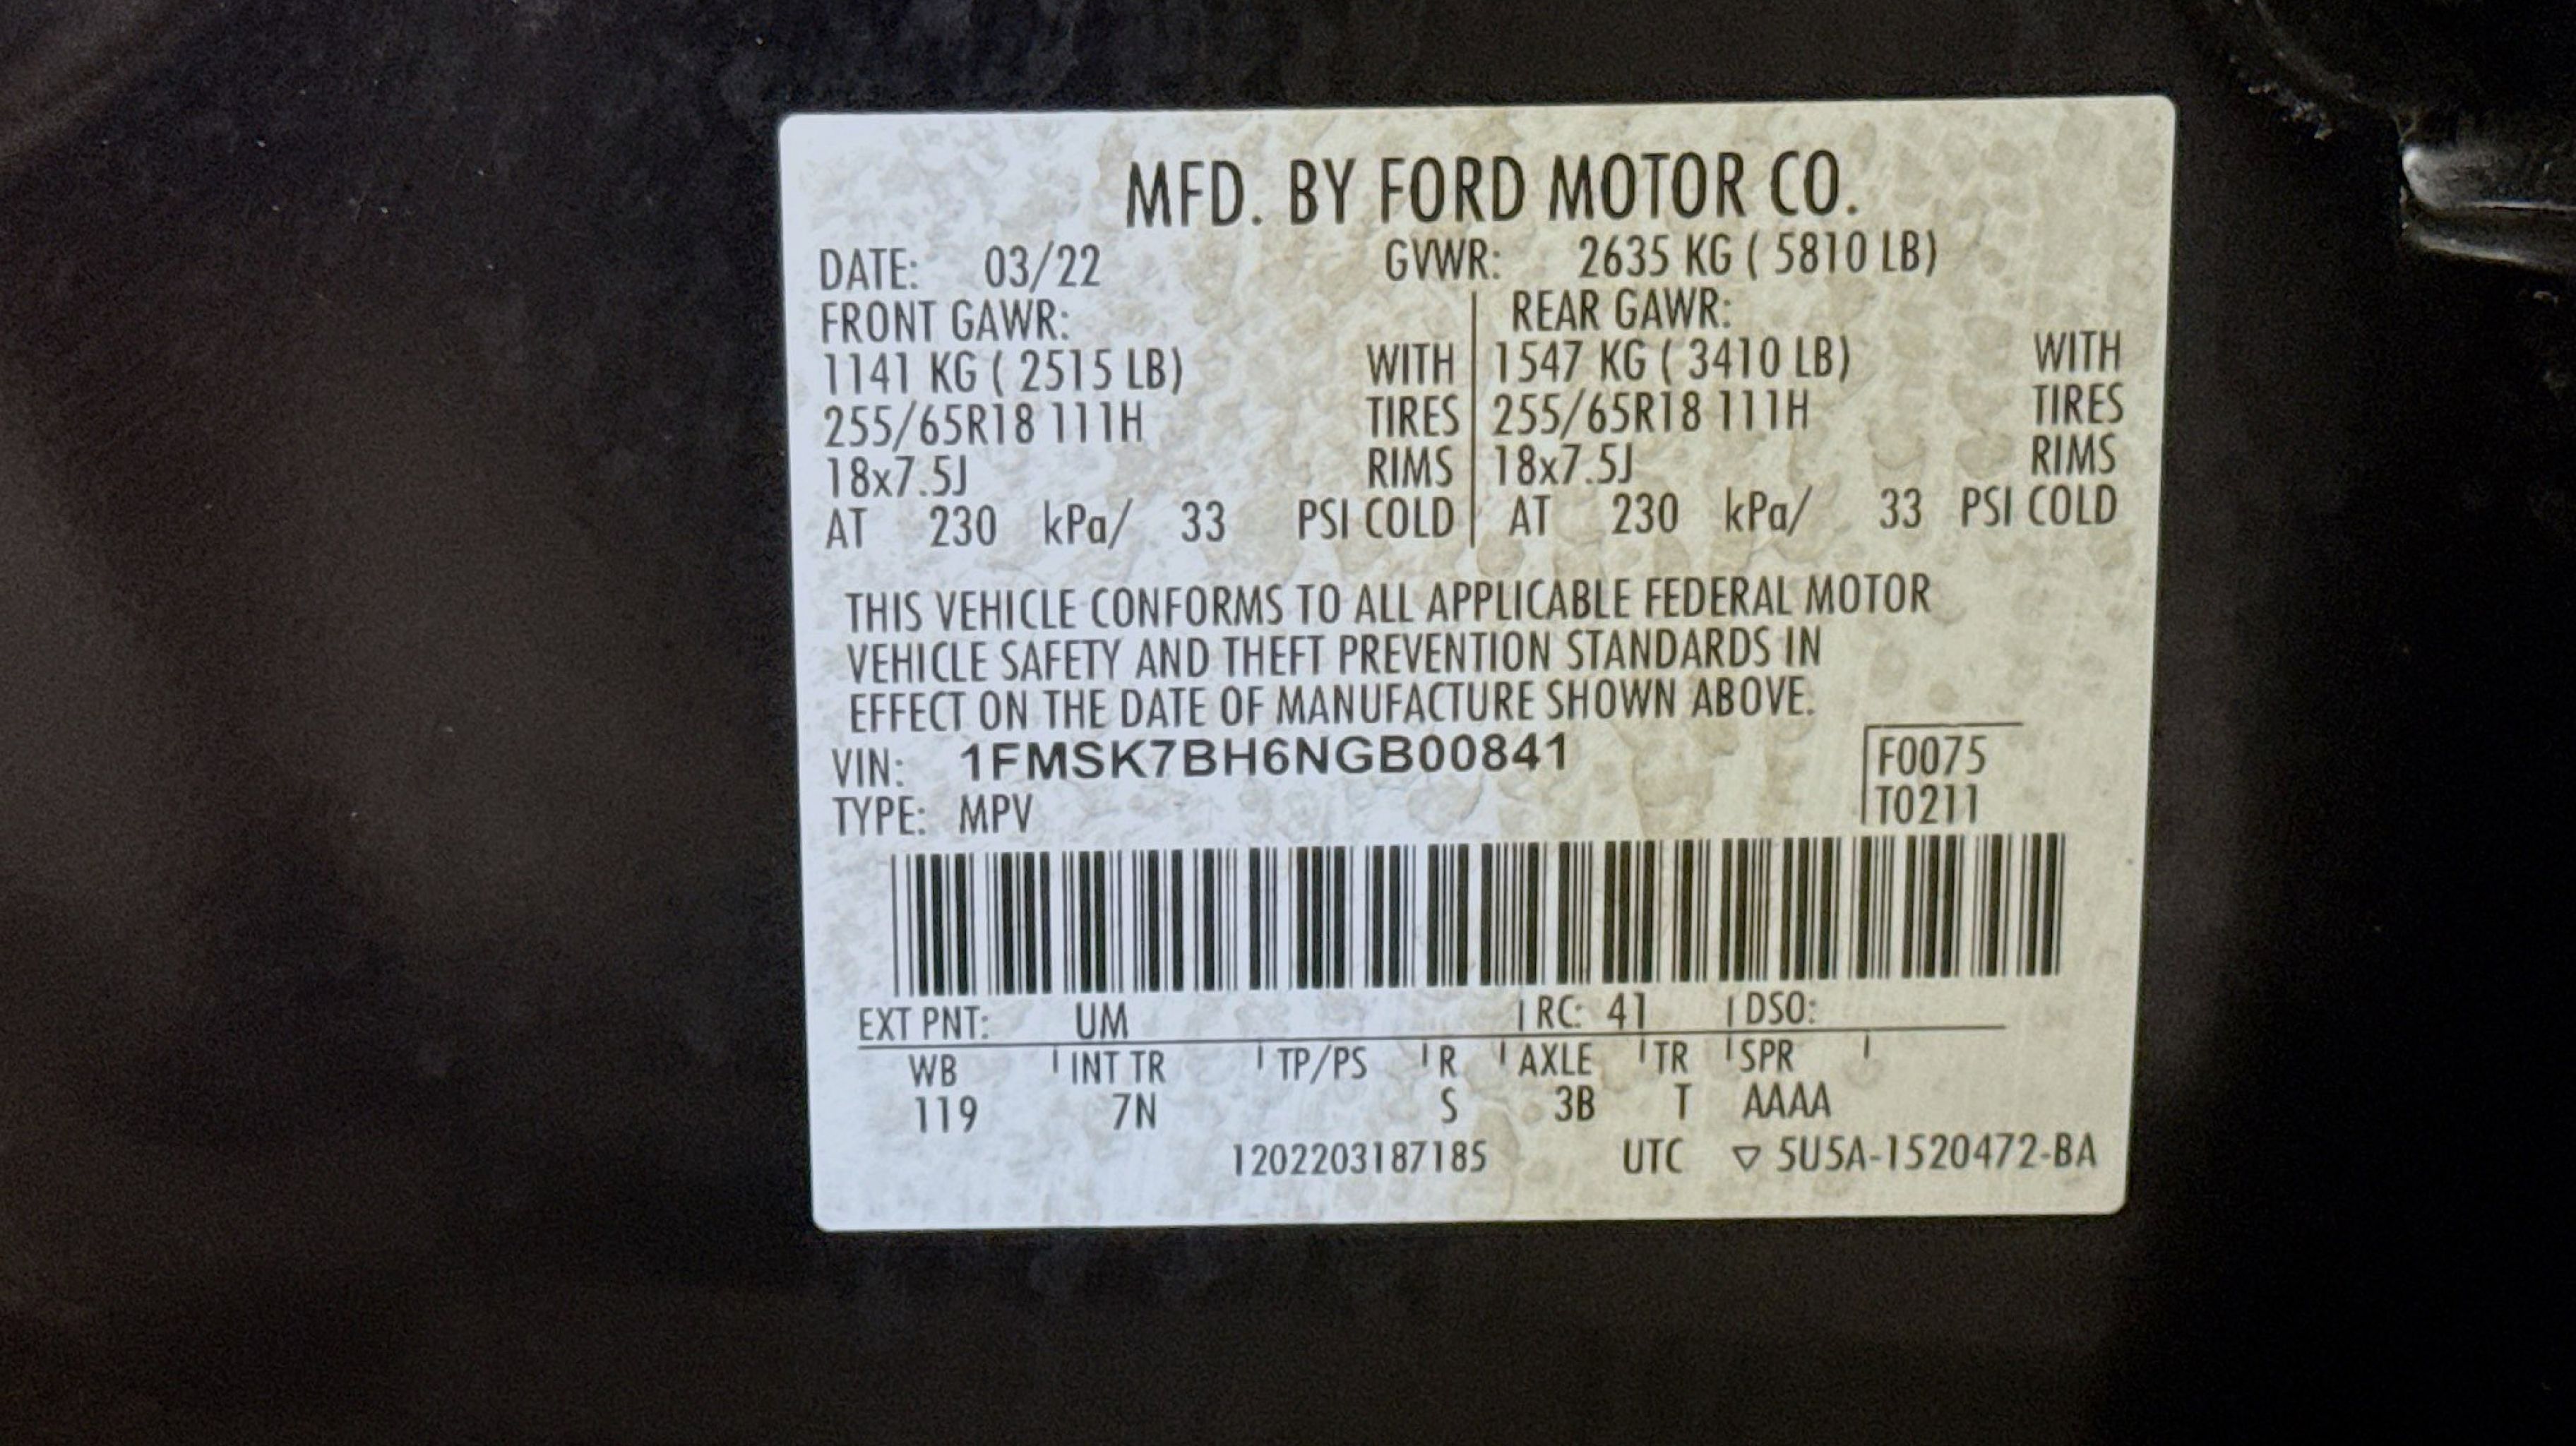 MFD. BY FORD MOTOR CO.
DATE: 03/22 GVWR: 2635 KG ( 5810 LB)
FRONT GAWR: REAR GAWR:
1141 KG ( 2515 LB) WITH 1547 KG ( 3410 LB) WITH
255/65R18 111H TIRES 255/65R18 111H TIRES
18x7.5J RIMS 18x7.5J RIMS
AT 230 kPa/ 33 PSI COLD AT 230 kPa/ 33 PSI COLD
THIS VEHICLE CONFORMS TO ALL APPLICABLE FEDERAL MOTOR
VEHICLE SAFETY AND THEFT PREVENTION STANDARDS IN
EFFECT ON THE DATE OF MANUFACTURE SHOWN ABOVE.
VIN: 1FMSK7BH6NGB00841 F0075
TYPE: MPV T0211
EXT PNT: UM RC: 41 DSO:
WB INT TR TP/PS R AXLE TR SPR
119 7N S 3B T AAAA
1202203187185 UTC ▽ 5U5A-1520472-BA